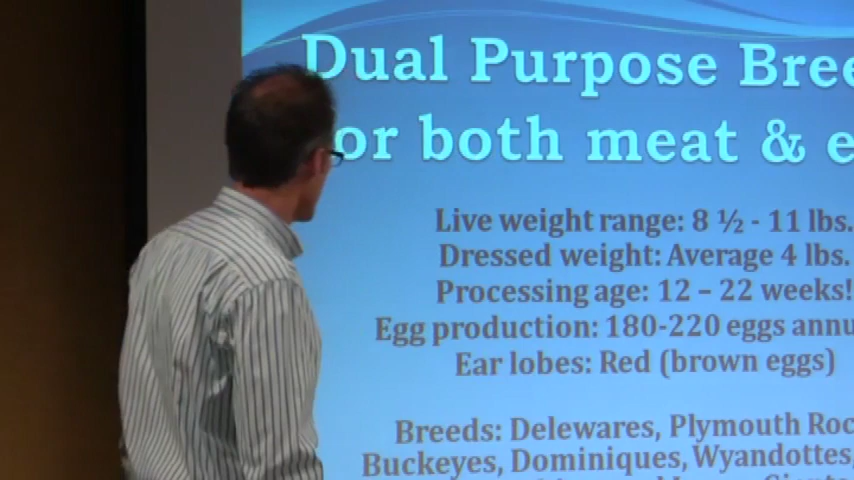 Dual Purpose Bree
or both meat & e
Live weight range: 8 ½ - 11 lbs.
Dressed weight: Average 4 lbs.
Processing age: 12 – 22 weeks!
Egg production: 180-220 eggs annu
Ear lobes: Red (brown eggs)
Breeds: Delewares, Plymouth Roc
Buckeyes, Dominiques, Wyandottes,